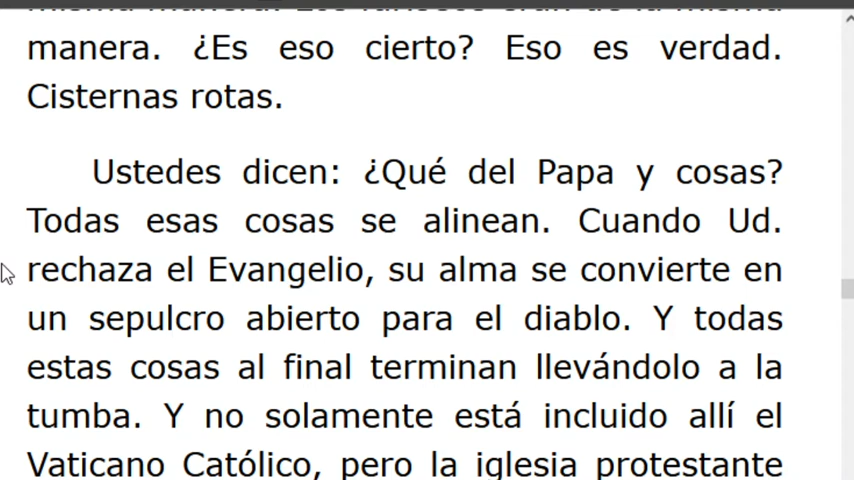 manera. ¿Es eso cierto? Eso es verdad.
Cisternas rotas.
Ustedes dicen: ¿Qué del Papa y cosas?
Todas esas cosas se alinean. Cuando Ud.
rechaza el Evangelio, su alma se convierte en
un sepulcro abierto para el diablo. Y todas
estas cosas al final terminan llevándolo a la
tumba. Y no solamente está incluido allí el
Vaticano Católico, pero la iglesia protestante